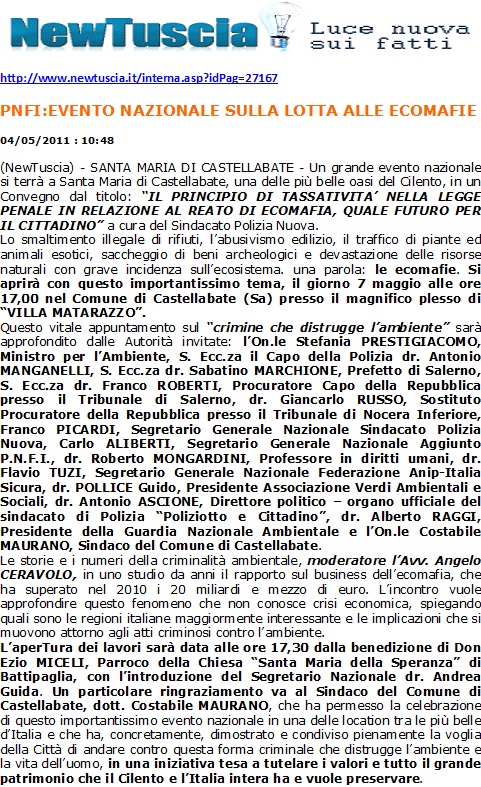 NewTuscia Luce nuova
sui fatti
http://www.newtuscia.it/interna.asp?idPag=27167
PNFI:EVENTO NAZIONALE SULLA LOTTA ALLE ECOMAFIE
04/05/2011 : 10:48
(NewTuscia) - SANTA MARIA DI CASTELLABATE - Un grande evento nazionale
si terrà a Santa Maria di Castellabate, una delle più belle oasi del Cilento, in un
Convegno dal titolo: “IL PRINCIPIO DI TASSATIVITA’ NELLA LEGGE
PENALE IN RELAZIONE AL REATO DI ECOMAFIA, QUALE FUTURO PER
IL CITTADINO” a cura del Sindacato Polizia Nuova.
Lo smaltimento illegale di rifiuti, l’abusivismo edilizio, il traffico di piante ed
animali esotici, saccheggio di beni archeologici e devastazione delle risorse
naturali con grave incidenza sull’ecosistema. una parola: le ecomafie. Si
aprirà con questo importantissimo tema, il giorno 7 maggio alle ore
17,00 nel Comune di Castellabate (Sa) presso il magnifico plesso di
“VILLA MATARAZZO”.
Questo vitale appuntamento sul “crimine che distrugge l’ambiente” sarà
approfondito dalle Autorità invitate: l’On.le Stefania PRESTIGIACOMO,
Ministro per l’Ambiente, S. Ecc.za il Capo della Polizia dr. Antonio
MANGANELLI, S. Ecc.za dr. Sabatino MARCHIONE, Prefetto di Salerno,
S. Ecc.za dr. Franco ROBERTI, Procuratore Capo della Repubblica
presso il Tribunale di Salerno, dr. Giancarlo RUSSO, Sostituto
Procuratore della Repubblica presso il Tribunale di Nocera Inferiore,
Franco PICARDI, Segretario Generale Nazionale Sindacato Polizia
Nuova, Carlo ALIBERTI, Segretario Generale Nazionale Aggiunto
P.N.F.I., dr. Roberto MONGARDINI, Professore in diritti umani, dr.
Flavio TUZI, Segretario Generale Nazionale Federazione Anip-Italia
Sicura, dr. POLLICE Guido, Presidente Associazione Verdi Ambientali e
Sociali, dr. Antonio ASCIONE, Direttore politico – organo ufficiale del
sindacato di Polizia “Poliziotto e Cittadino”, dr. Alberto RAGGI,
Presidente della Guardia Nazionale Ambientale e l’On.le Costabile
MAURANO, Sindaco del Comune di Castellabate.
Le storie e i numeri della criminalità ambientale, moderatore l’Avv. Angelo
CERAVOLO, in uno studio da anni il rapporto sul business dell’ecomafia, che
ha superato nel 2010 i 20 miliardi e mezzo di euro. L’incontro vuole
approfondire questo fenomeno che non conosce crisi economica, spiegando
quali sono le regioni italiane maggiormente interessante e le implicazioni che si
muovono attorno agli atti criminosi contro l’ambiente.
L’aperTura dei lavori sarà data alle ore 17,30 dalla benedizione di Don
Ezio MICELI, Parroco della Chiesa “Santa Maria della Speranza” di
Battipaglia, con l’introduzione del Segretario Nazionale dr. Andrea
Guida. Un particolare ringraziamento va al Sindaco del Comune di
Castellabate, dott. Costabile MAURANO, che ha permesso la celebrazione
di questo importantissimo evento nazionale in una delle location tra le più belle
d’Italia e che ha, concretamente, dimostrato e condiviso pienamente la voglia
della Città di andare contro questa forma criminale che distrugge l’ambiente e
la vita dell’uomo, in una iniziativa tesa a tutelare i valori e tutto il grande
patrimonio che il Cilento e l’Italia intera ha e vuole preservare.